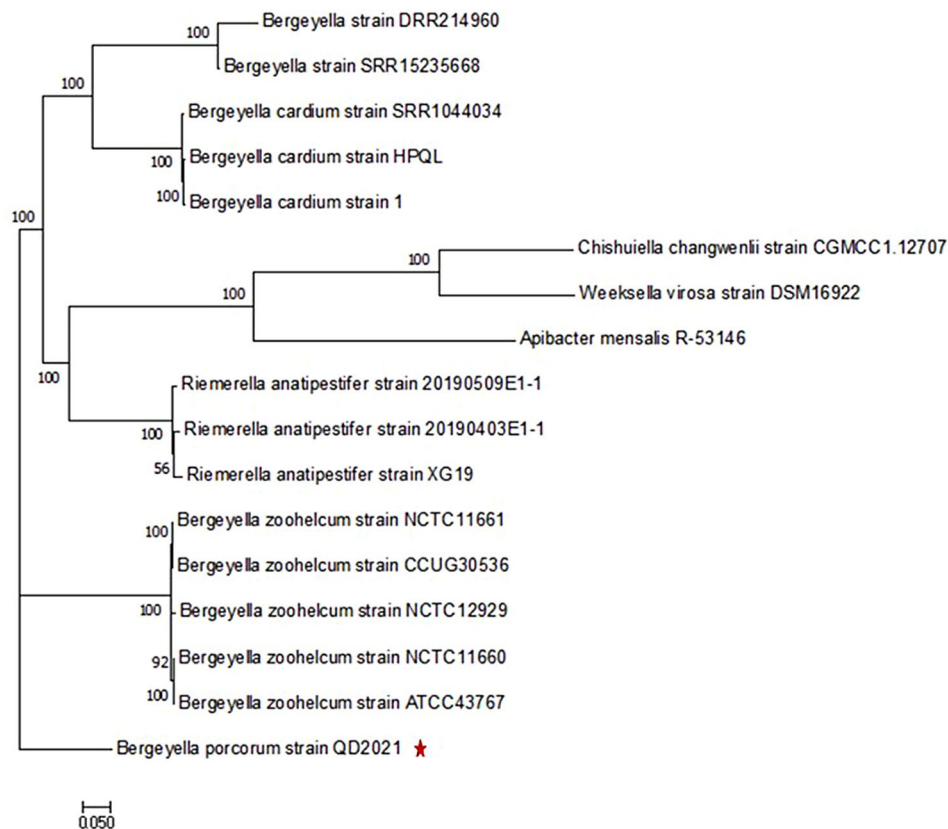 Bergeyella strain DRR214960
100
Bergeyella strain SRR15235668
100
Bergeyella cardium strain SRR1044034
Bergeyella cardium strain HPQL
100
Bergeyella cardium strain 1
100
100
Chishuiella changwenlii strain CGMCC1.12707
100
Weeksella virosa strain DSM16922
100
Apibacter mensalis R-53146
100
Riemerella anatipestifer strain 20190509E1-1
Riemerella anatipestifer strain 20190403E1-1
100
Riemerella anatipestifer strain XG19
56
Bergeyella zoohelcum strain NCTC11661
100
Bergeyella zoohelcum strain CCUG30536
Bergeyella zoohelcum strain NCTC12929
100
Bergeyella zoohelcum strain NCTC11660
92
Bergeyella zoohelcum strain ATCC43767
100
Bergeyella porcorum strain QD2021
0.050